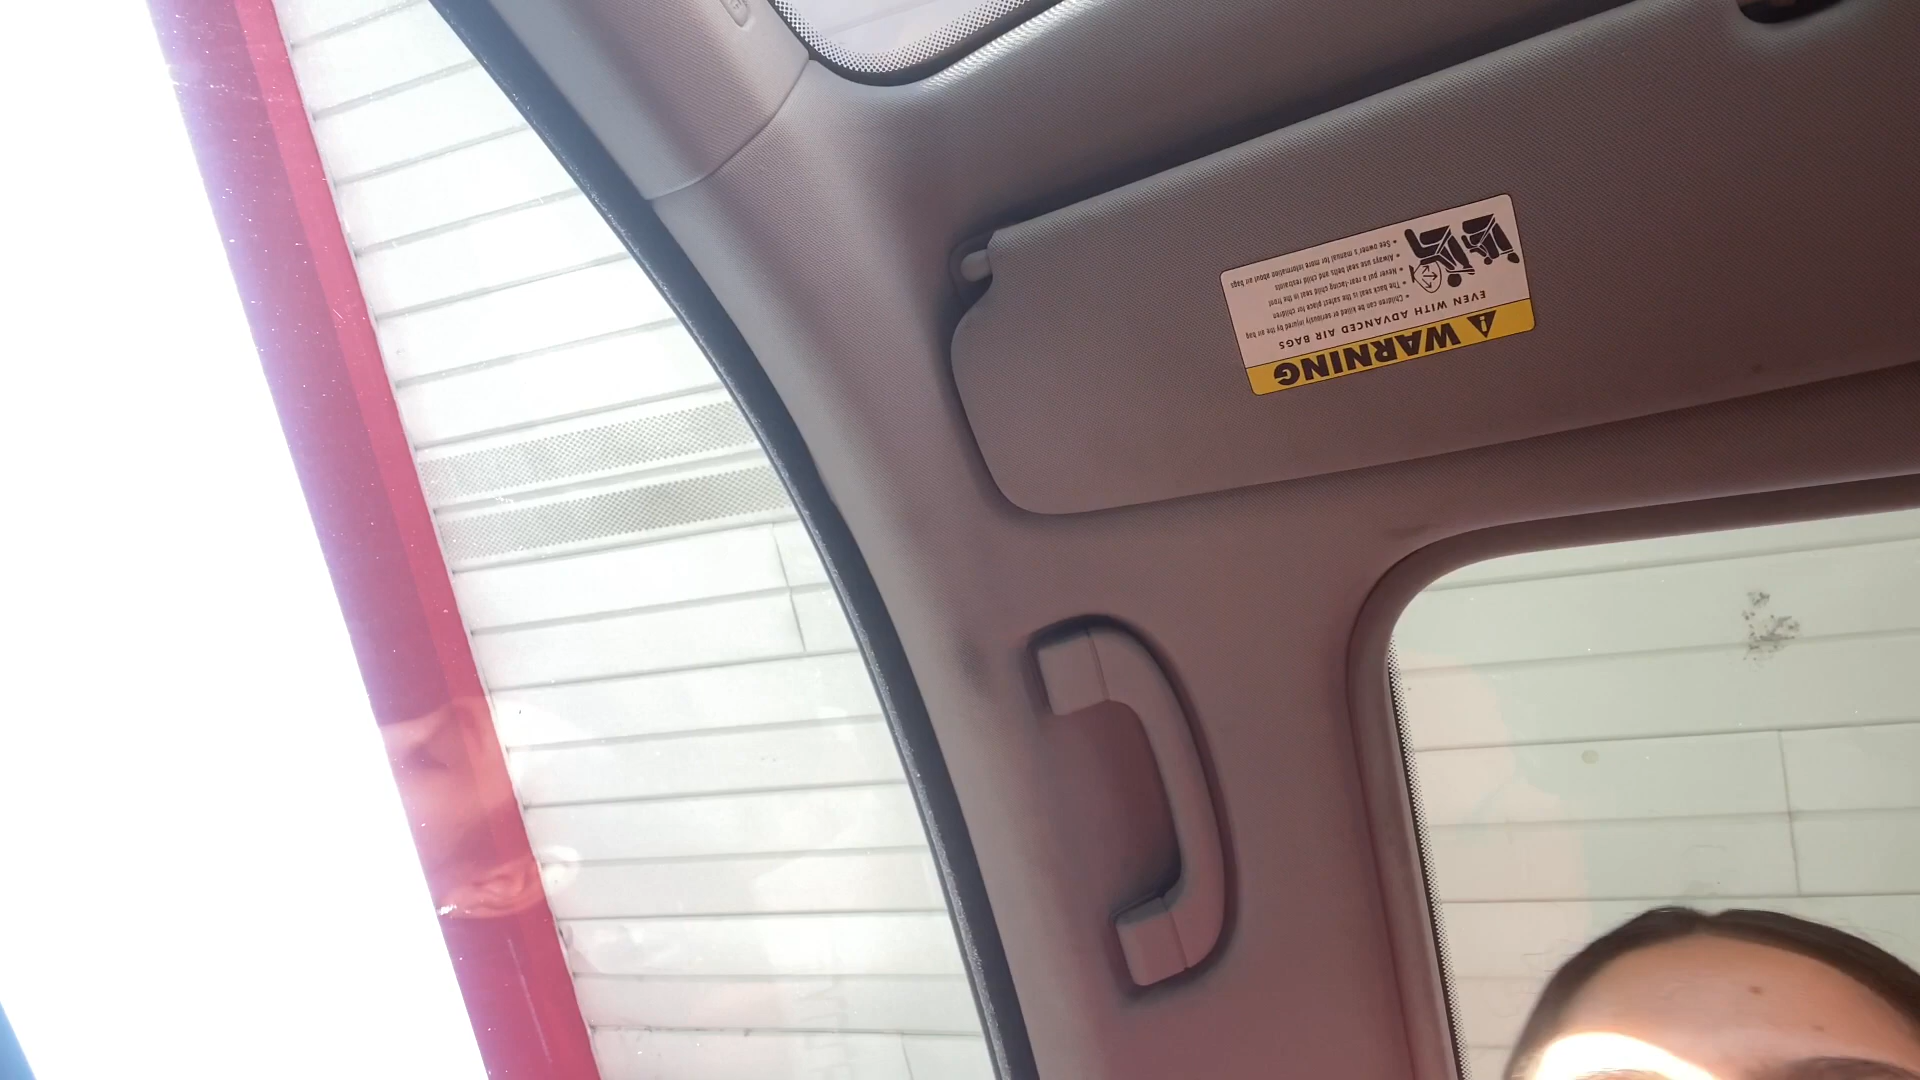 WARNING
EVEN WITH ADVANCED AIR BAGS
• Children can be killed or seriously injured by the air bag
• The back seat is the safest place for children
• Never put a rear-facing child seat in the front
• Always use seat belts and child restraints
• See owner's manual for more information about air bags